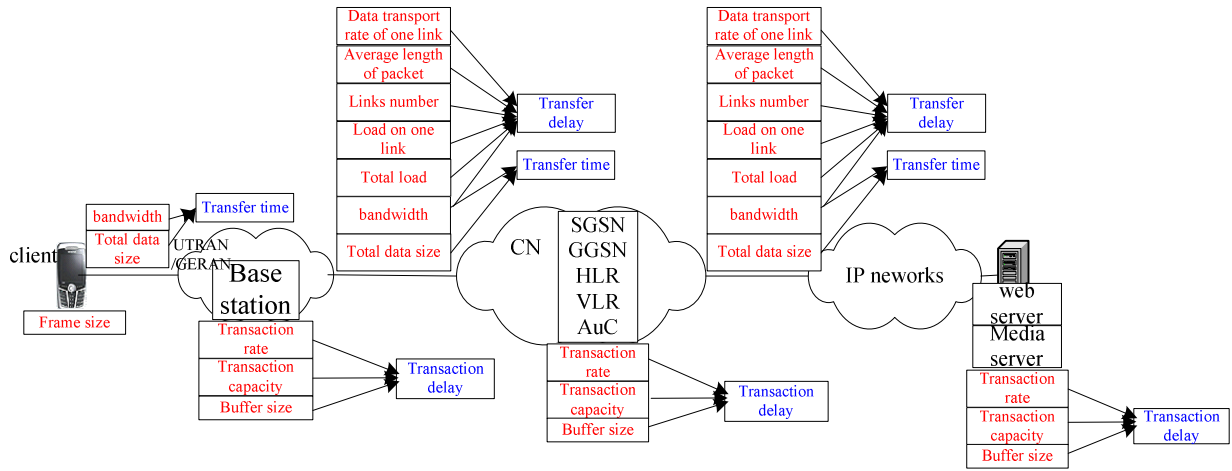 client
Frame size
bandwidth
Total data
size
Transfer time
UTRAN
/GERAN
Base
station
Transaction
rate
Transaction
capacity
Buffer size
Transaction
delay
Data transport
rate of one link
Average length
of packet
Links number
Load on one
link
Total load
bandwidth
Total data size
Transfer
delay
Transfer time
CN
SGSN
GGSN
HLR
VLR
AuC
Transaction
rate
Transaction
capacity
Buffer size
Transaction
delay
Data transport
rate of one link
Average length
of packet
Links number
Load on one
link
Total load
bandwidth
Total data size
Transfer
delay
Transfer time
IP neworks
web
server
Media
server
Transaction
rate
Transaction
capacity
Buffer size
Transaction
delay